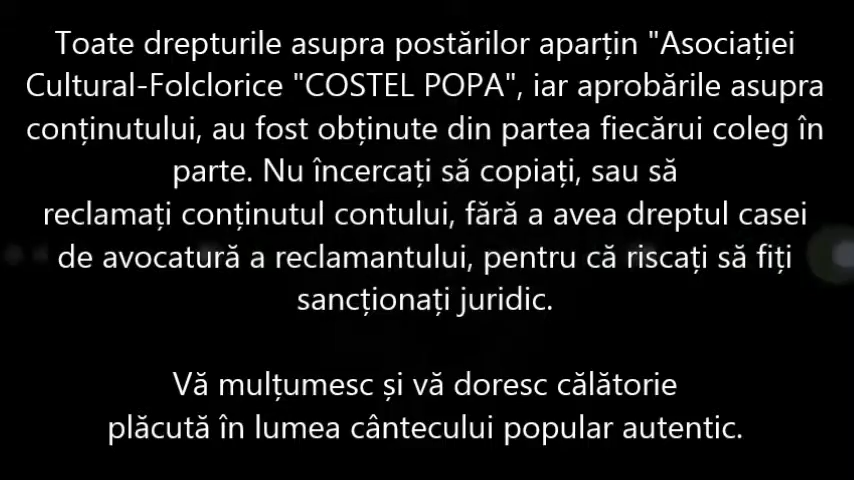 Toate drepturile asupra postărilor aparțin "Asociației
Cultural-Folclorice "COSTEL POPA", iar aprobările asupra
conținutului, au fost obținute din partea fiecărui coleg în
parte. Nu încercați să copiați, sau să
reclamați conținutul contului, fără a avea dreptul casei
de avocatură a reclamantului, pentru că riscați să fiți
sancționați juridic.
Vă mulțumesc și vă doresc călătorie
plăcută în lumea cântecului popular autentic.